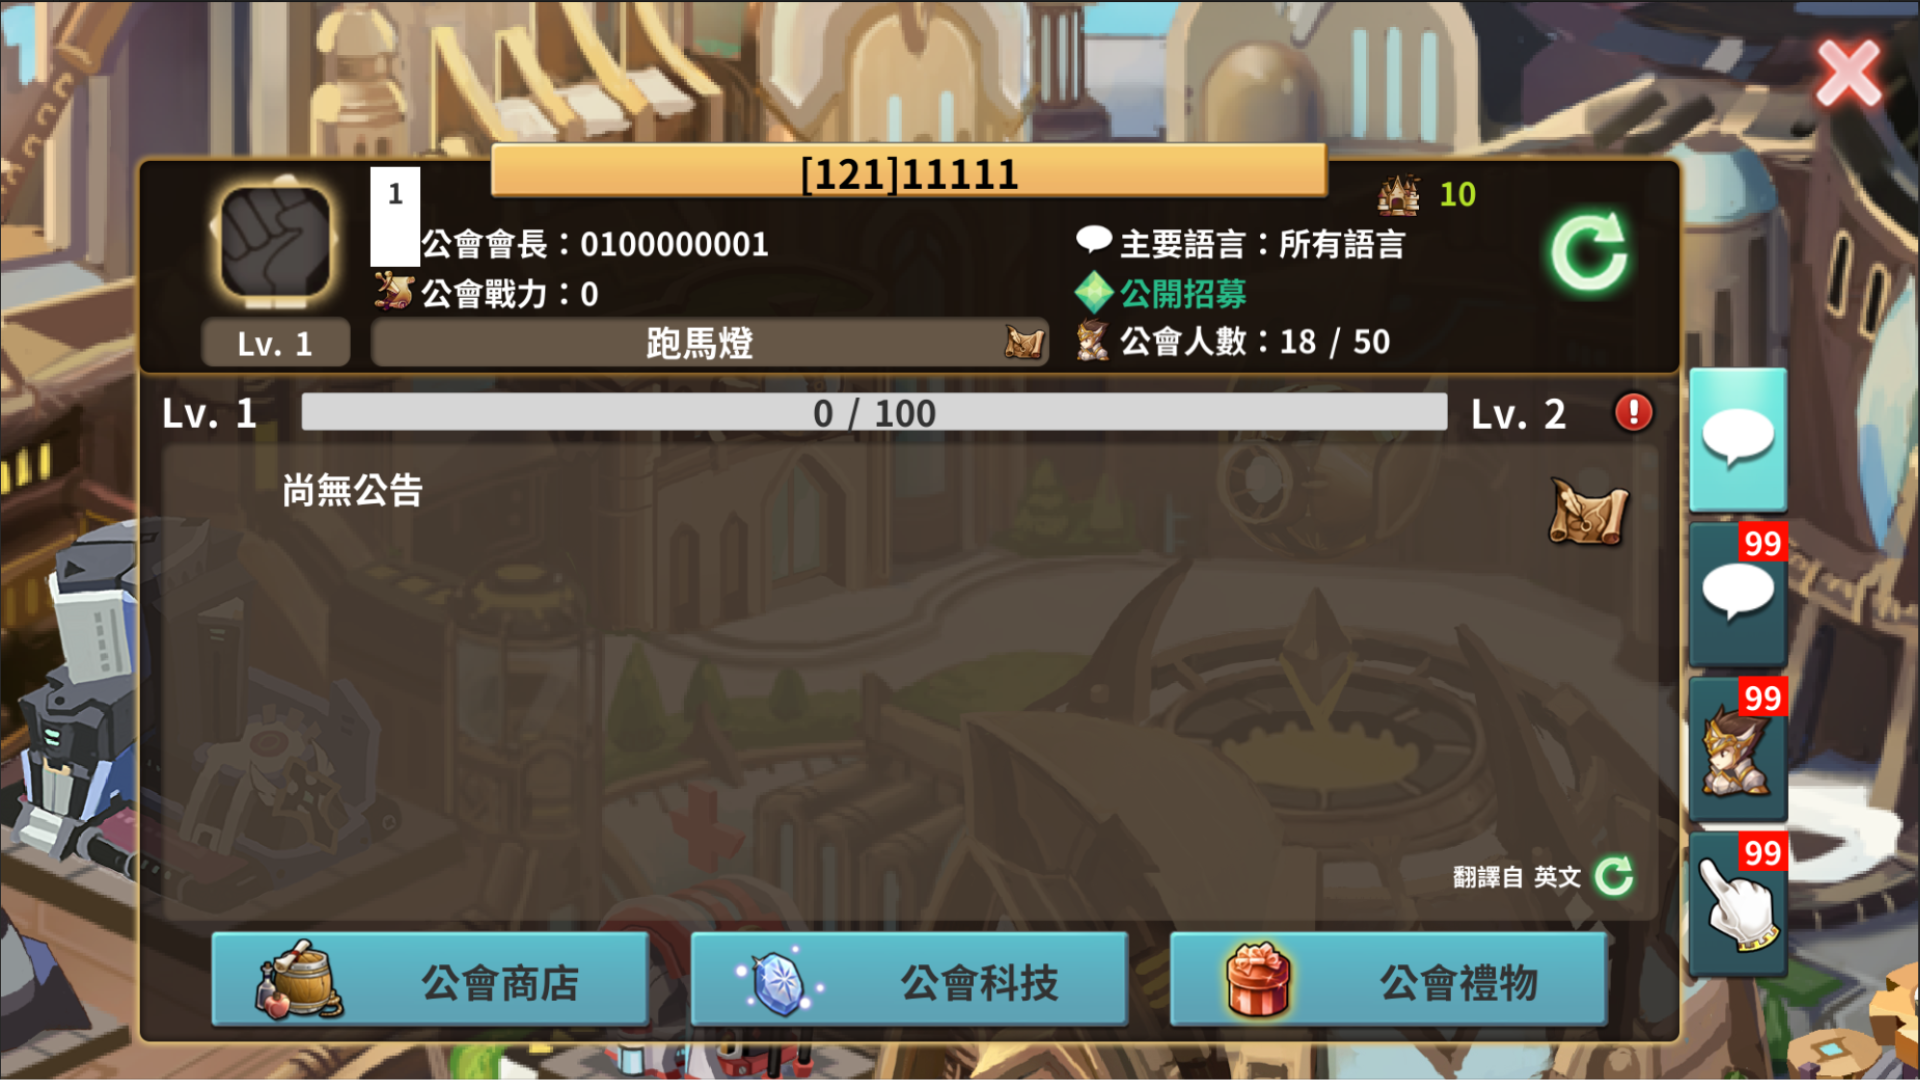 [121]11111
1
10
公會會長：0100000001
主要語言：所有語言
公會戰力：0
公開招募
Lv. 1
跑馬燈
公會人數：18 / 50
Lv. 1
0 / 100
Lv. 2
尚無公告
99
99
99
翻譯自 英文
公會商店
公會科技
公會禮物